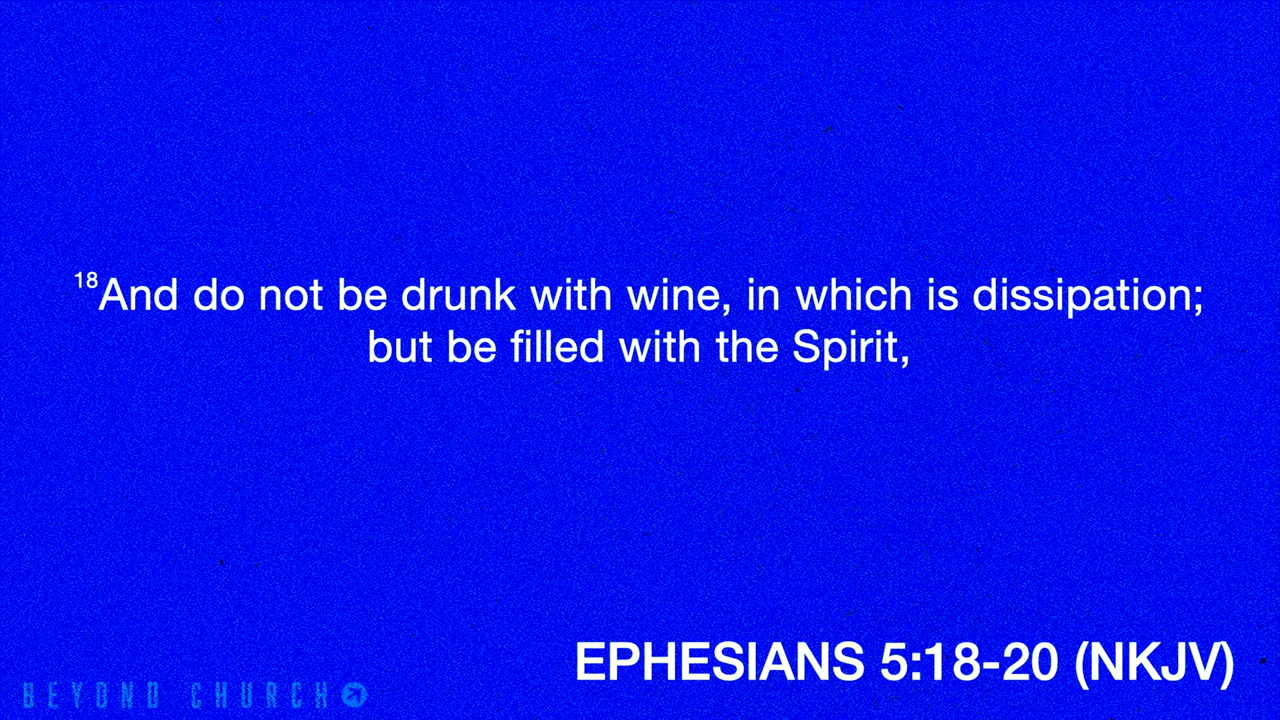 18And do not be drunk with wine, in which is dissipation;
but be filled with the Spirit,
EPHESIANS 5:18-20 (NKJV)
BEYOND CHURCH